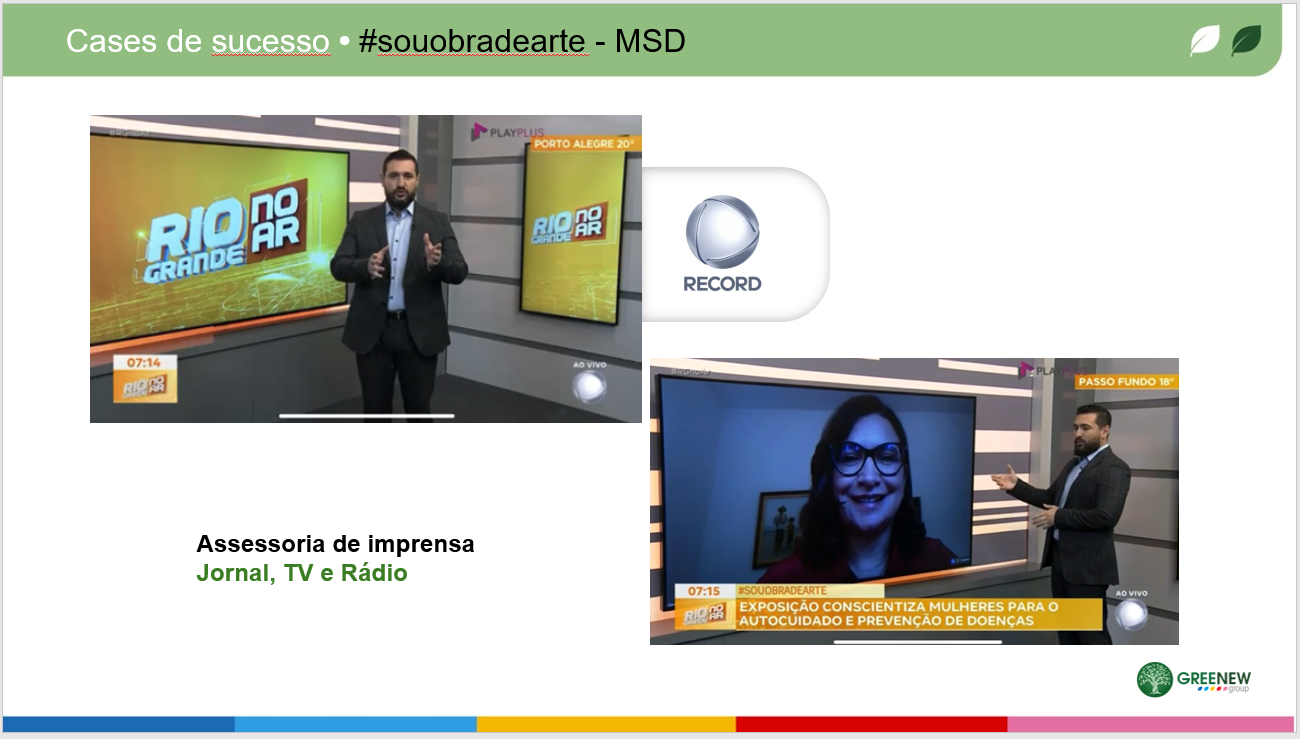 Cases de sucesso • #souobradearte - MSD
PLAYPLUS
PORTO ALEGRE 20°
RIO
GRANDE
NO
AR
RIO
GRANDE
NO
AR
07:14
RIO
GRANDE
NO
AR
AO VIVO
RECORD
PLAYPLUS
PASSO FUNDO 18°
07:15
#SOUOBRADEARTE
RIO
GRANDE
NO
AR
EXPOSIÇÃO CONSCIENTIZA MULHERES PARA O
AUTOCUIDADO E PREVENÇÃO DE DOENÇAS
AO VIVO
Assessoria de imprensa
Jornal, TV e Rádio
GREENEW
group